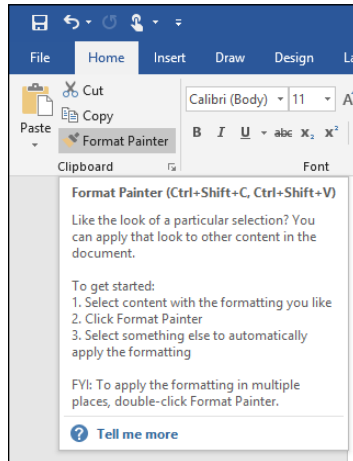 File Home Insert Draw Design
Cut
Calibri (Body) 11
Copy
Paste
Format Painter
B I U abc X₂ X²
Clipboard Font
Format Painter (Ctrl+Shift+C, Ctrl+Shift+V)
Like the look of a particular selection? You
can apply that look to other content in the
document.
To get started:
1. Select content with the formatting you like
2. Click Format Painter
3. Select something else to automatically
apply the formatting
FYI: To apply the formatting in multiple
places, double-click Format Painter.
Tell me more